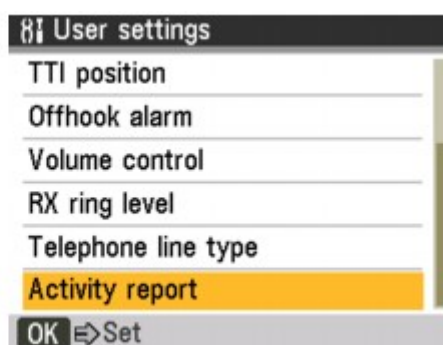 User settings
TTI position
Offhook alarm
Volume control
RX ring level
Telephone line type
Activity report
OK Set